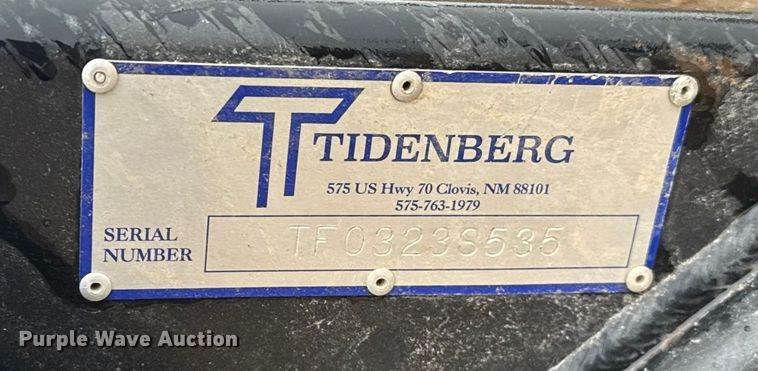 TIDENBERG
575 US Hwy 70 Clovis, NM 88101
575-763-1979
SERIAL NUMBER
TF0323S535
Purple Wave Auction